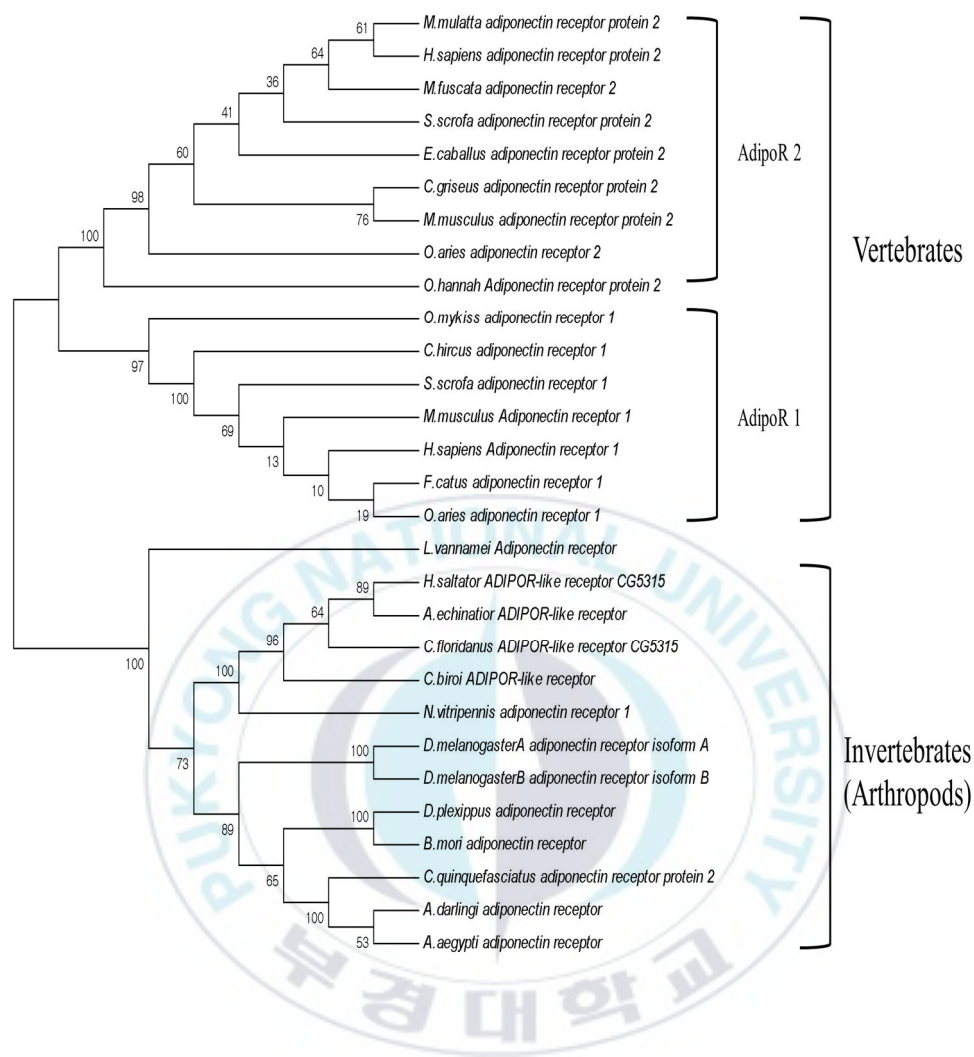 M.mulatta adiponectin receptor protein 2
61
H.sapiens adiponectin receptor protein 2
64
M.fuscata adiponectin receptor 2
36
S.scrofa adiponectin receptor protein 2
41
E.caballus adiponectin receptor protein 2
AdipoR 2
60
C.griseus adiponectin receptor protein 2
98
76
M.musculus adiponectin receptor protein 2
100
O.aries adiponectin receptor 2
Vertebrates
O.hannah Adiponectin receptor protein 2
O.mykiss adiponectin receptor 1
97
C.hircus adiponectin receptor 1
100
S.scrofa adiponectin receptor 1
69
M.musculus Adiponectin receptor 1
AdipoR 1
13
H.sapiens Adiponectin receptor 1
10
F.catus adiponectin receptor 1
19
O.aries adiponectin receptor 1
L.vannamei Adiponectin receptor
100
H.saltator ADIPOR-like receptor CG5315
89
A.echinatior ADIPOR-like receptor
64
C.floridanus ADIPOR-like receptor CG5315
96
C.biroi ADIPOR-like receptor
100
N.vitripennis adiponectin receptor 1
73
D.melanogasterA adiponectin receptor isoform A
100
D.melanogasterB adiponectin receptor isoform B
Invertebrates
(Arthropods)
89
D.plexippus adiponectin receptor
100
B.mori adiponectin receptor
65
C.quinquefasciatus adiponectin receptor protein 2
100
A.darlingi adiponectin receptor
53
A.aegypti adiponectin receptor
PUKYONG NATIONAL UNIVERSITY
부경대학교